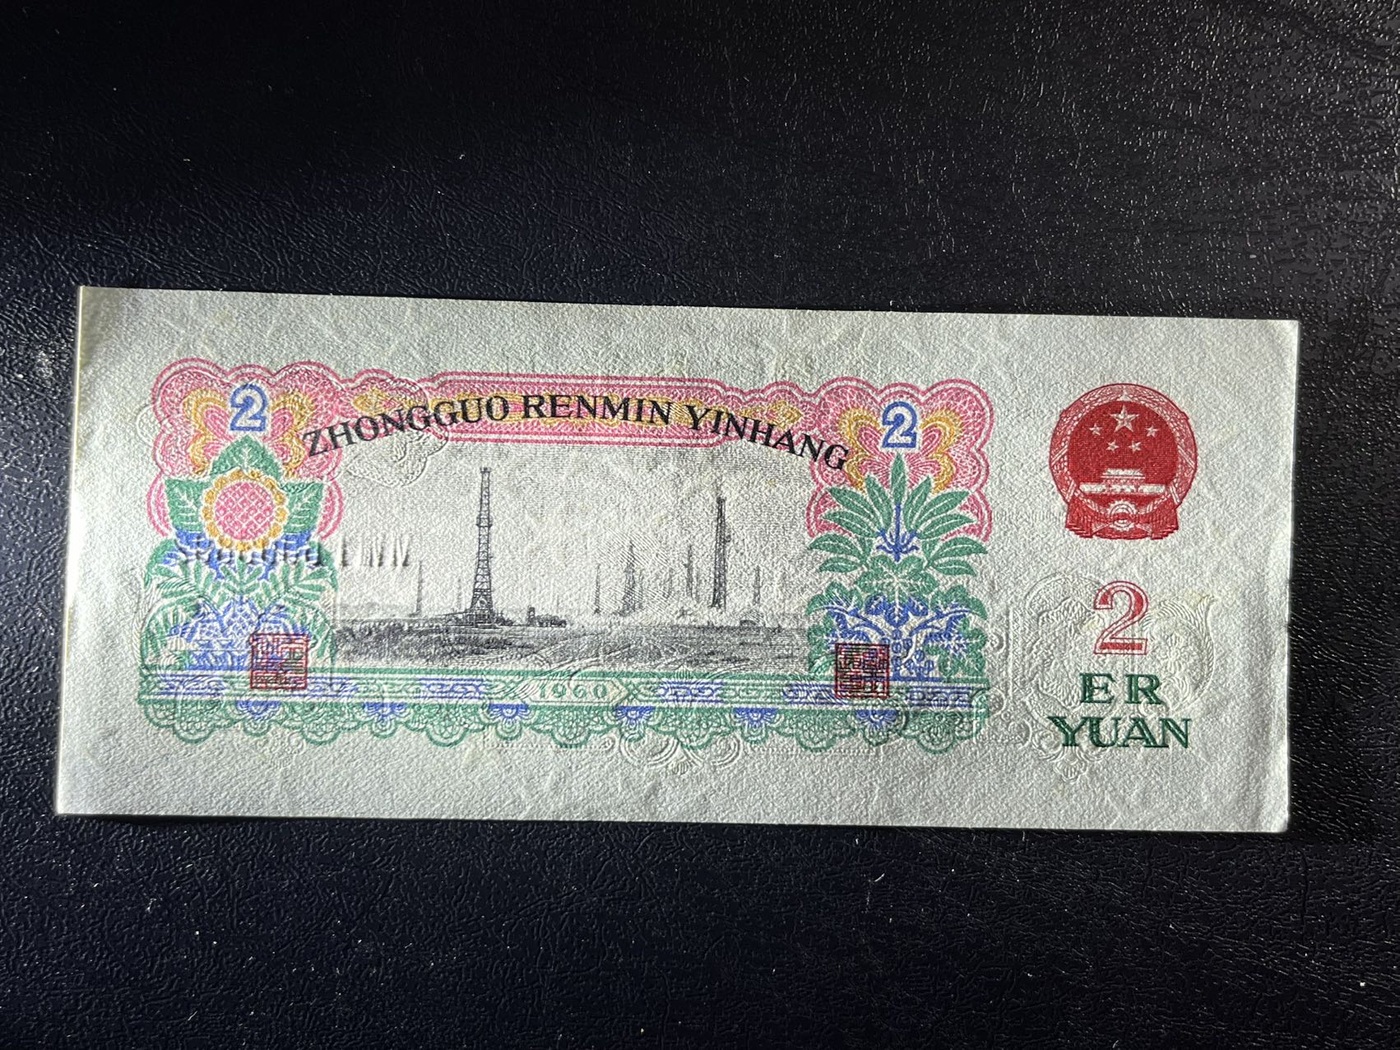 ZHONGGUO RENMIN YINHANG
2
2
2
ER
YUAN
1960